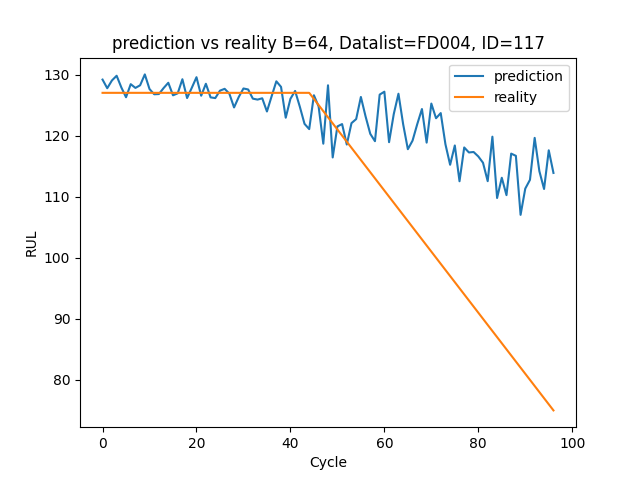 prediction vs reality B=64, Datalist=FD004, ID=117
prediction
reality
RUL
130
120
110
100
90
80
0 20 40 60 80 100
Cycle